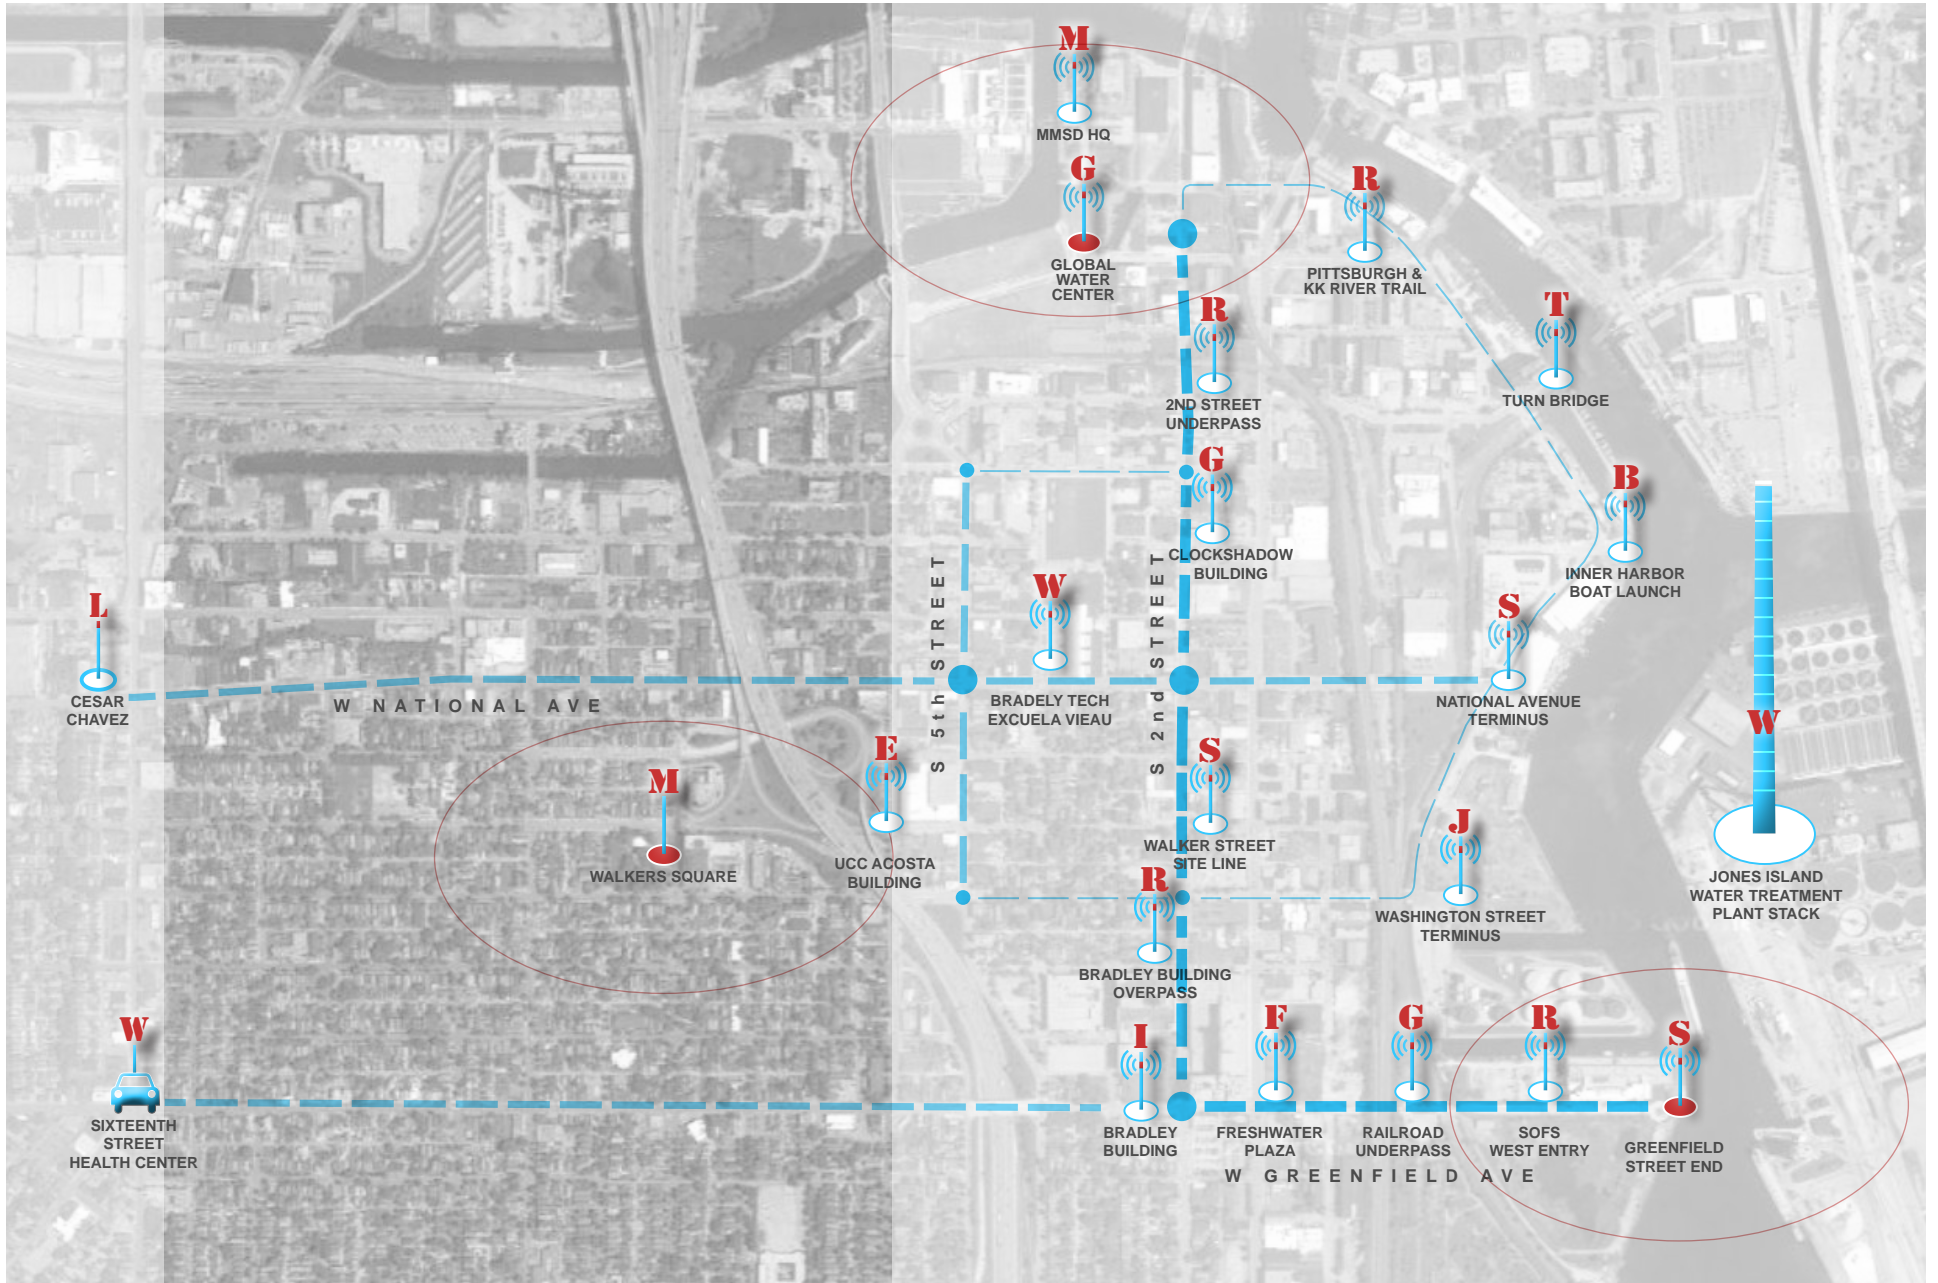 M
MMSD HQ
G
GLOBAL
WATER
CENTER
R
PITTSBURGH &
KK RIVER TRAIL
R
2ND STREET
UNDERPASS
T
TURN BRIDGE
G
CLOCKSHADOW
BUILDING
B
INNER HARBOR
BOAT LAUNCH
L
CESAR
CHAVEZ
W NATIONAL AVE
S 5th STREET
W
BRADELY TECH
EXCUELA VIEAU
S 2nd STREET
S
NATIONAL AVENUE
TERMINUS
W
JONES ISLAND
WATER TREATMENT
PLANT STACK
M
WALKERS SQUARE
E
UCC ACOSTA
BUILDING
S
WALKER STREET
SITE LINE
J
WASHINGTON STREET
TERMINUS
R
BRADLEY BUILDING
OVERPASS
W
SIXTEENTH
STREET
HEALTH CENTER
I
BRADLEY
BUILDING
F
FRESHWATER
PLAZA
G
RAILROAD
UNDERPASS
R
SOFS
WEST ENTRY
S
GREENFIELD
STREET END
W GREENFIELD AVE